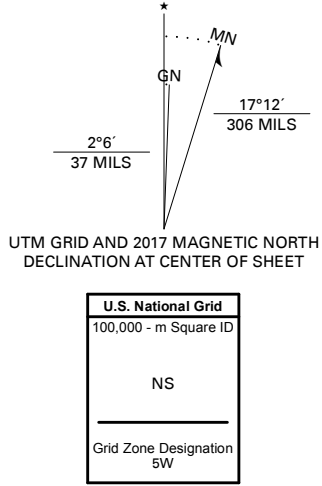 MN
GN
17°12´
306 MILS
2°6´
37 MILS
UTM GRID AND 2017 MAGNETIC NORTH
DECLINATION AT CENTER OF SHEET
U.S. National Grid
100,000 - m Square ID
NS
Grid Zone Designation
5W